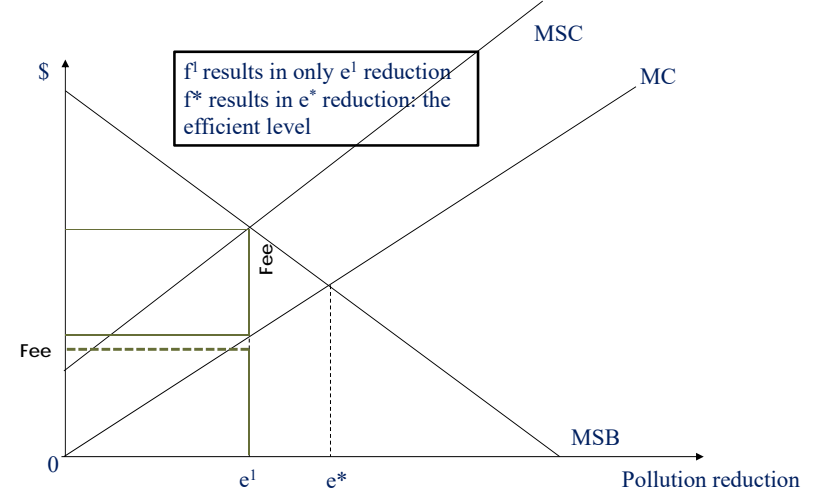 MSC
$
f¹ results in only e¹ reduction
f* results in e* reduction: the
efficient level
MC
Fee
Fee
MSB
0
e¹
e*
Pollution reduction